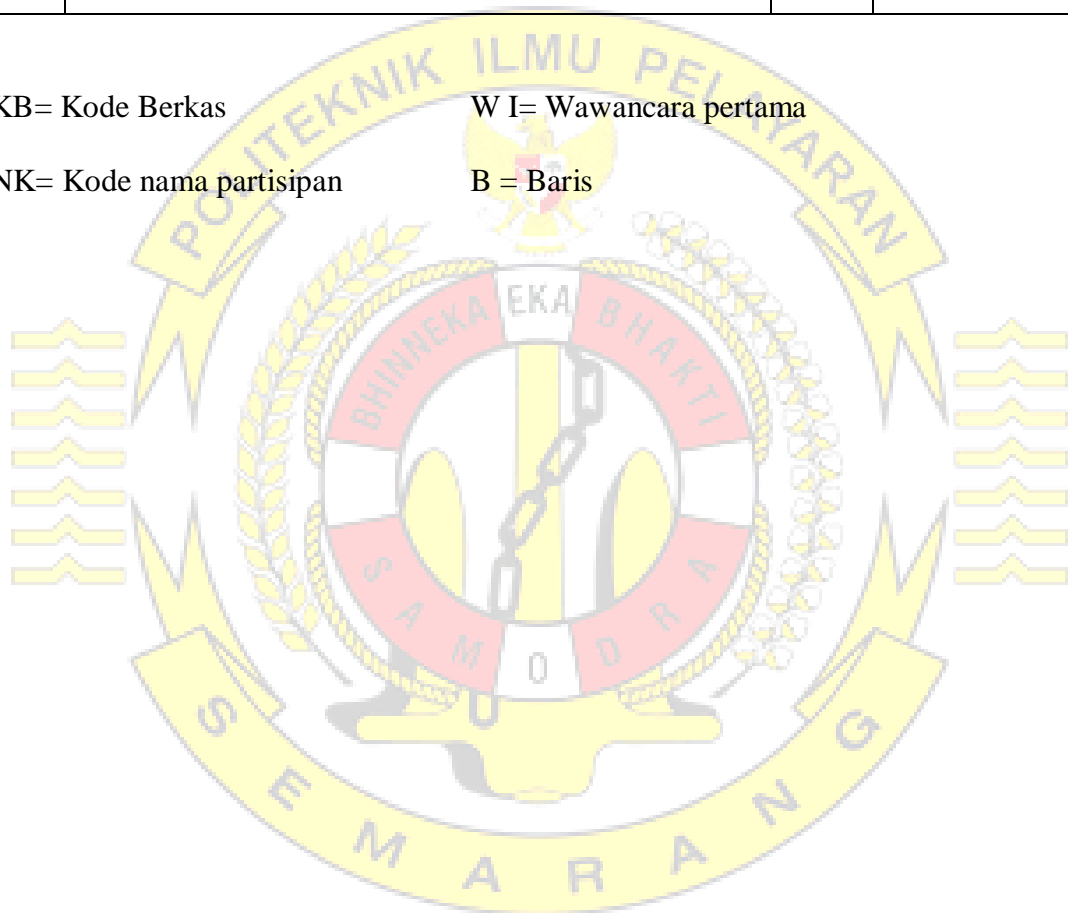 KB= Kode Berkas W I= Wawancara pertama
NK= Kode nama partisipan B = Baris
POLITEKNIK ILMU PELAYARAN
BHINNEKA EKA BHAKTI
SAMODRA
SEMARANG